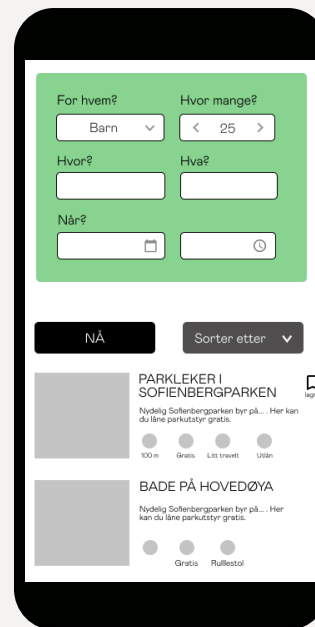 For hvem? Hvor mange?
Barn 25
Hvor? Hva?
Når?
NÅ Sorter etter
PARKLEKER I
SOFIENBERGPARKEN
Nydelig Sofienbergparken byr på... . Her kan
du låne parkutstyr gratis.
100 m Gratis Litt travelt Utlån
BADE PÅ HOVEDØYA
Nydelig Sofienbergparken byr på... . Her
kan du låne parkutstyr gratis.
Gratis Rulllestol